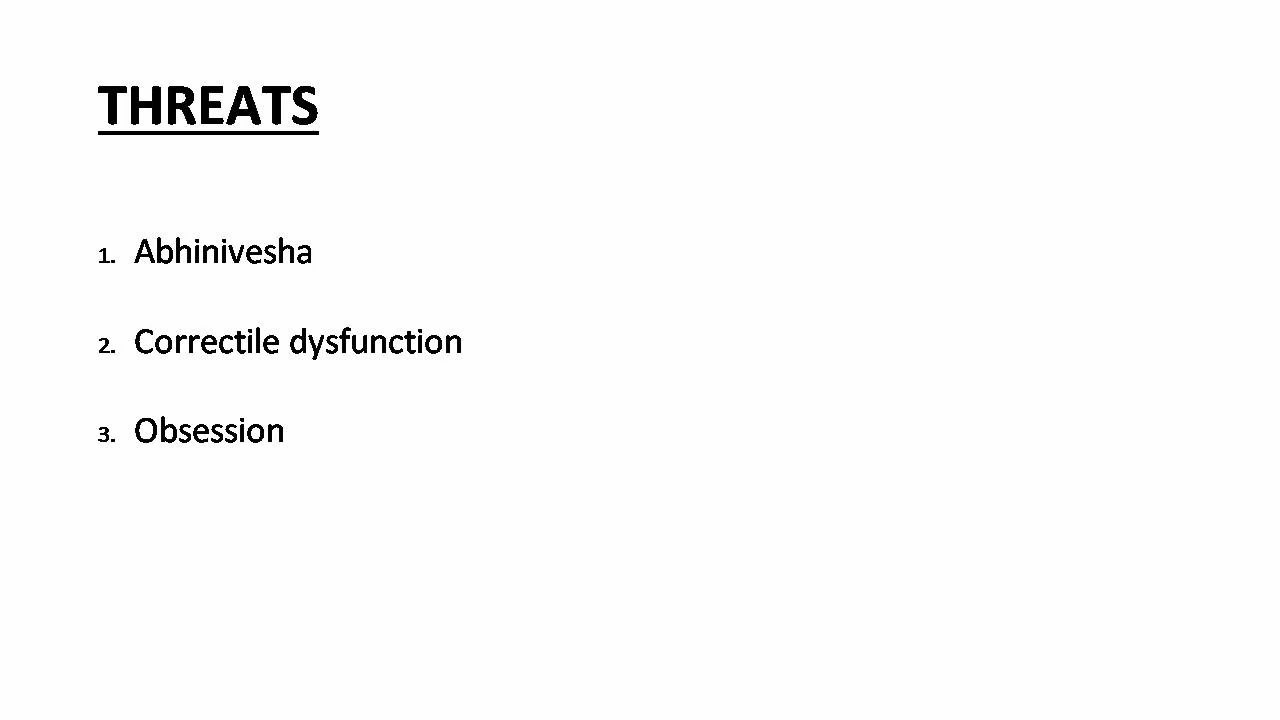 THREATS
1. Abhinivesha
2. Correctile dysfunction
3. Obsession